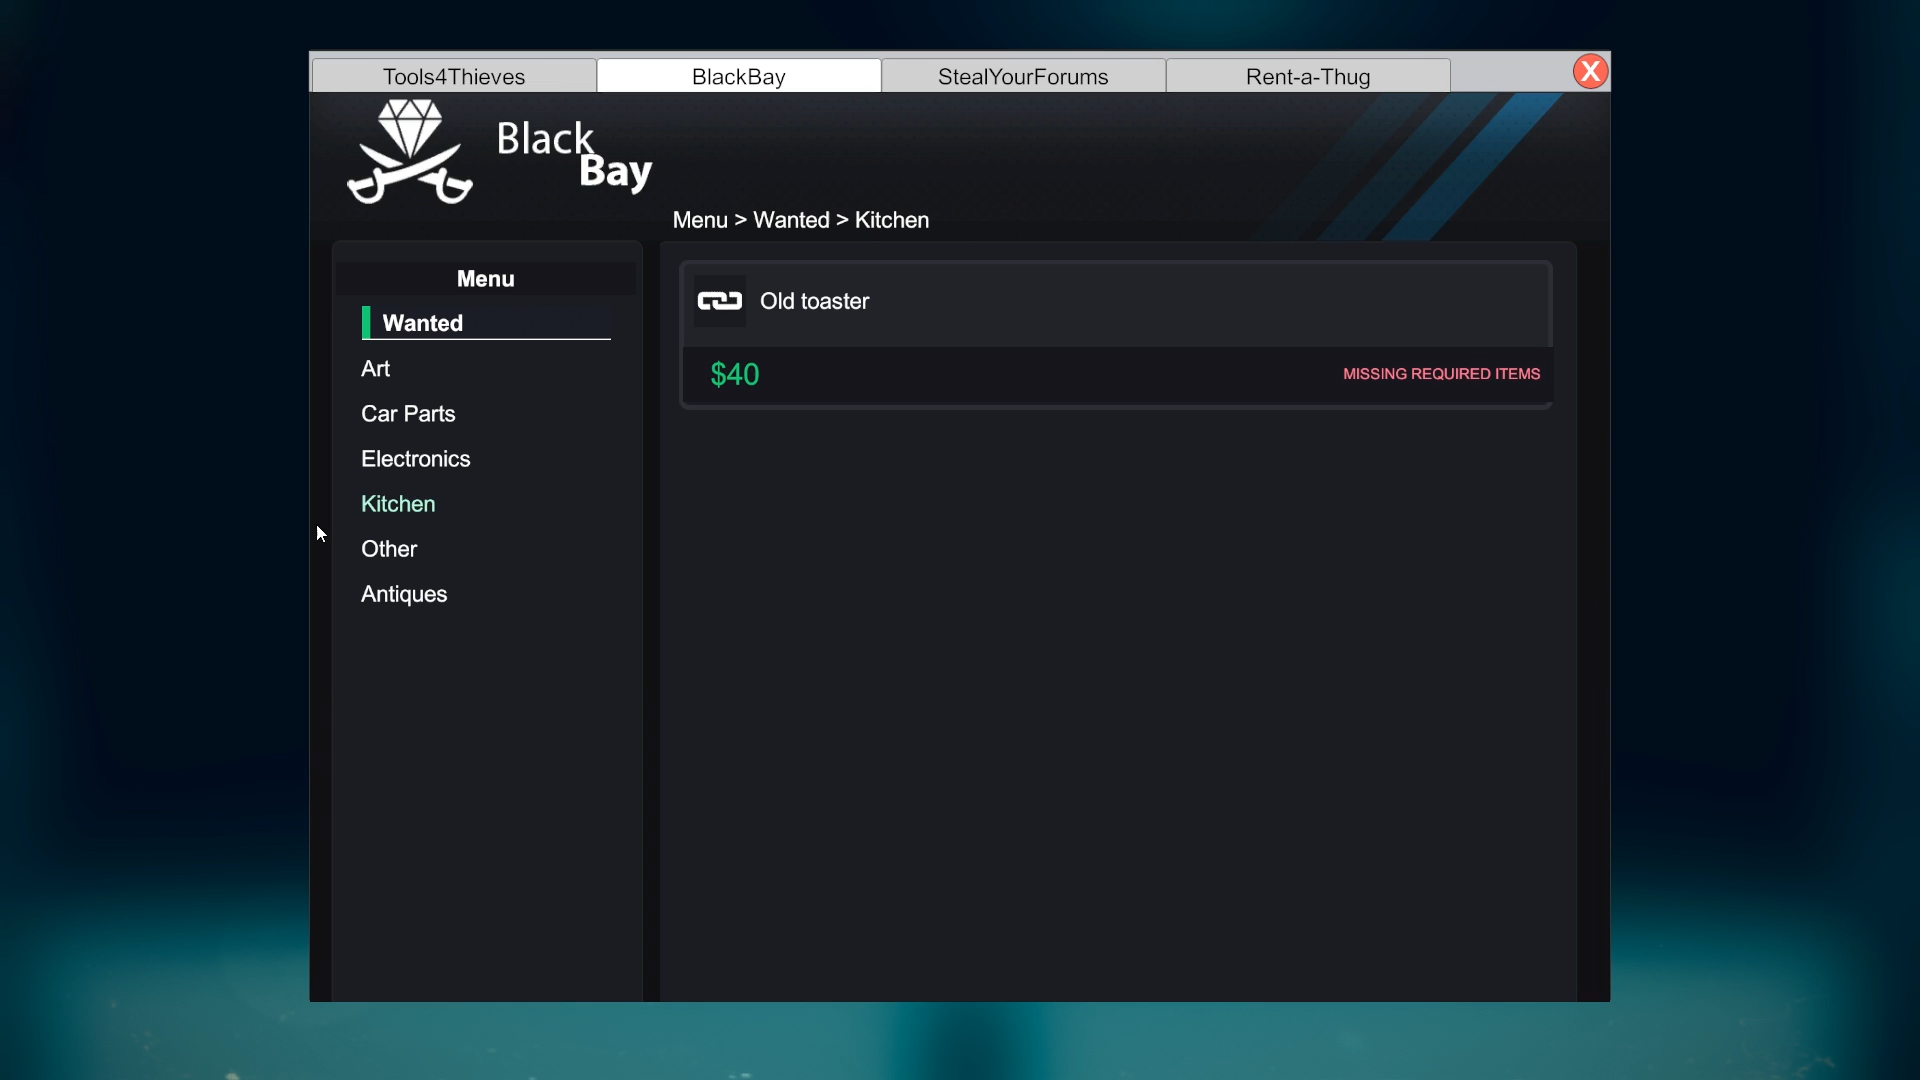 Tools4Thieves
BlackBay
StealYourForums
Rent-a-Thug
X
Black
Bay
Menu > Wanted > Kitchen
Menu
Wanted
Art
Car Parts
Electronics
Kitchen
Other
Antiques
Old toaster
$40
MISSING REQUIRED ITEMS